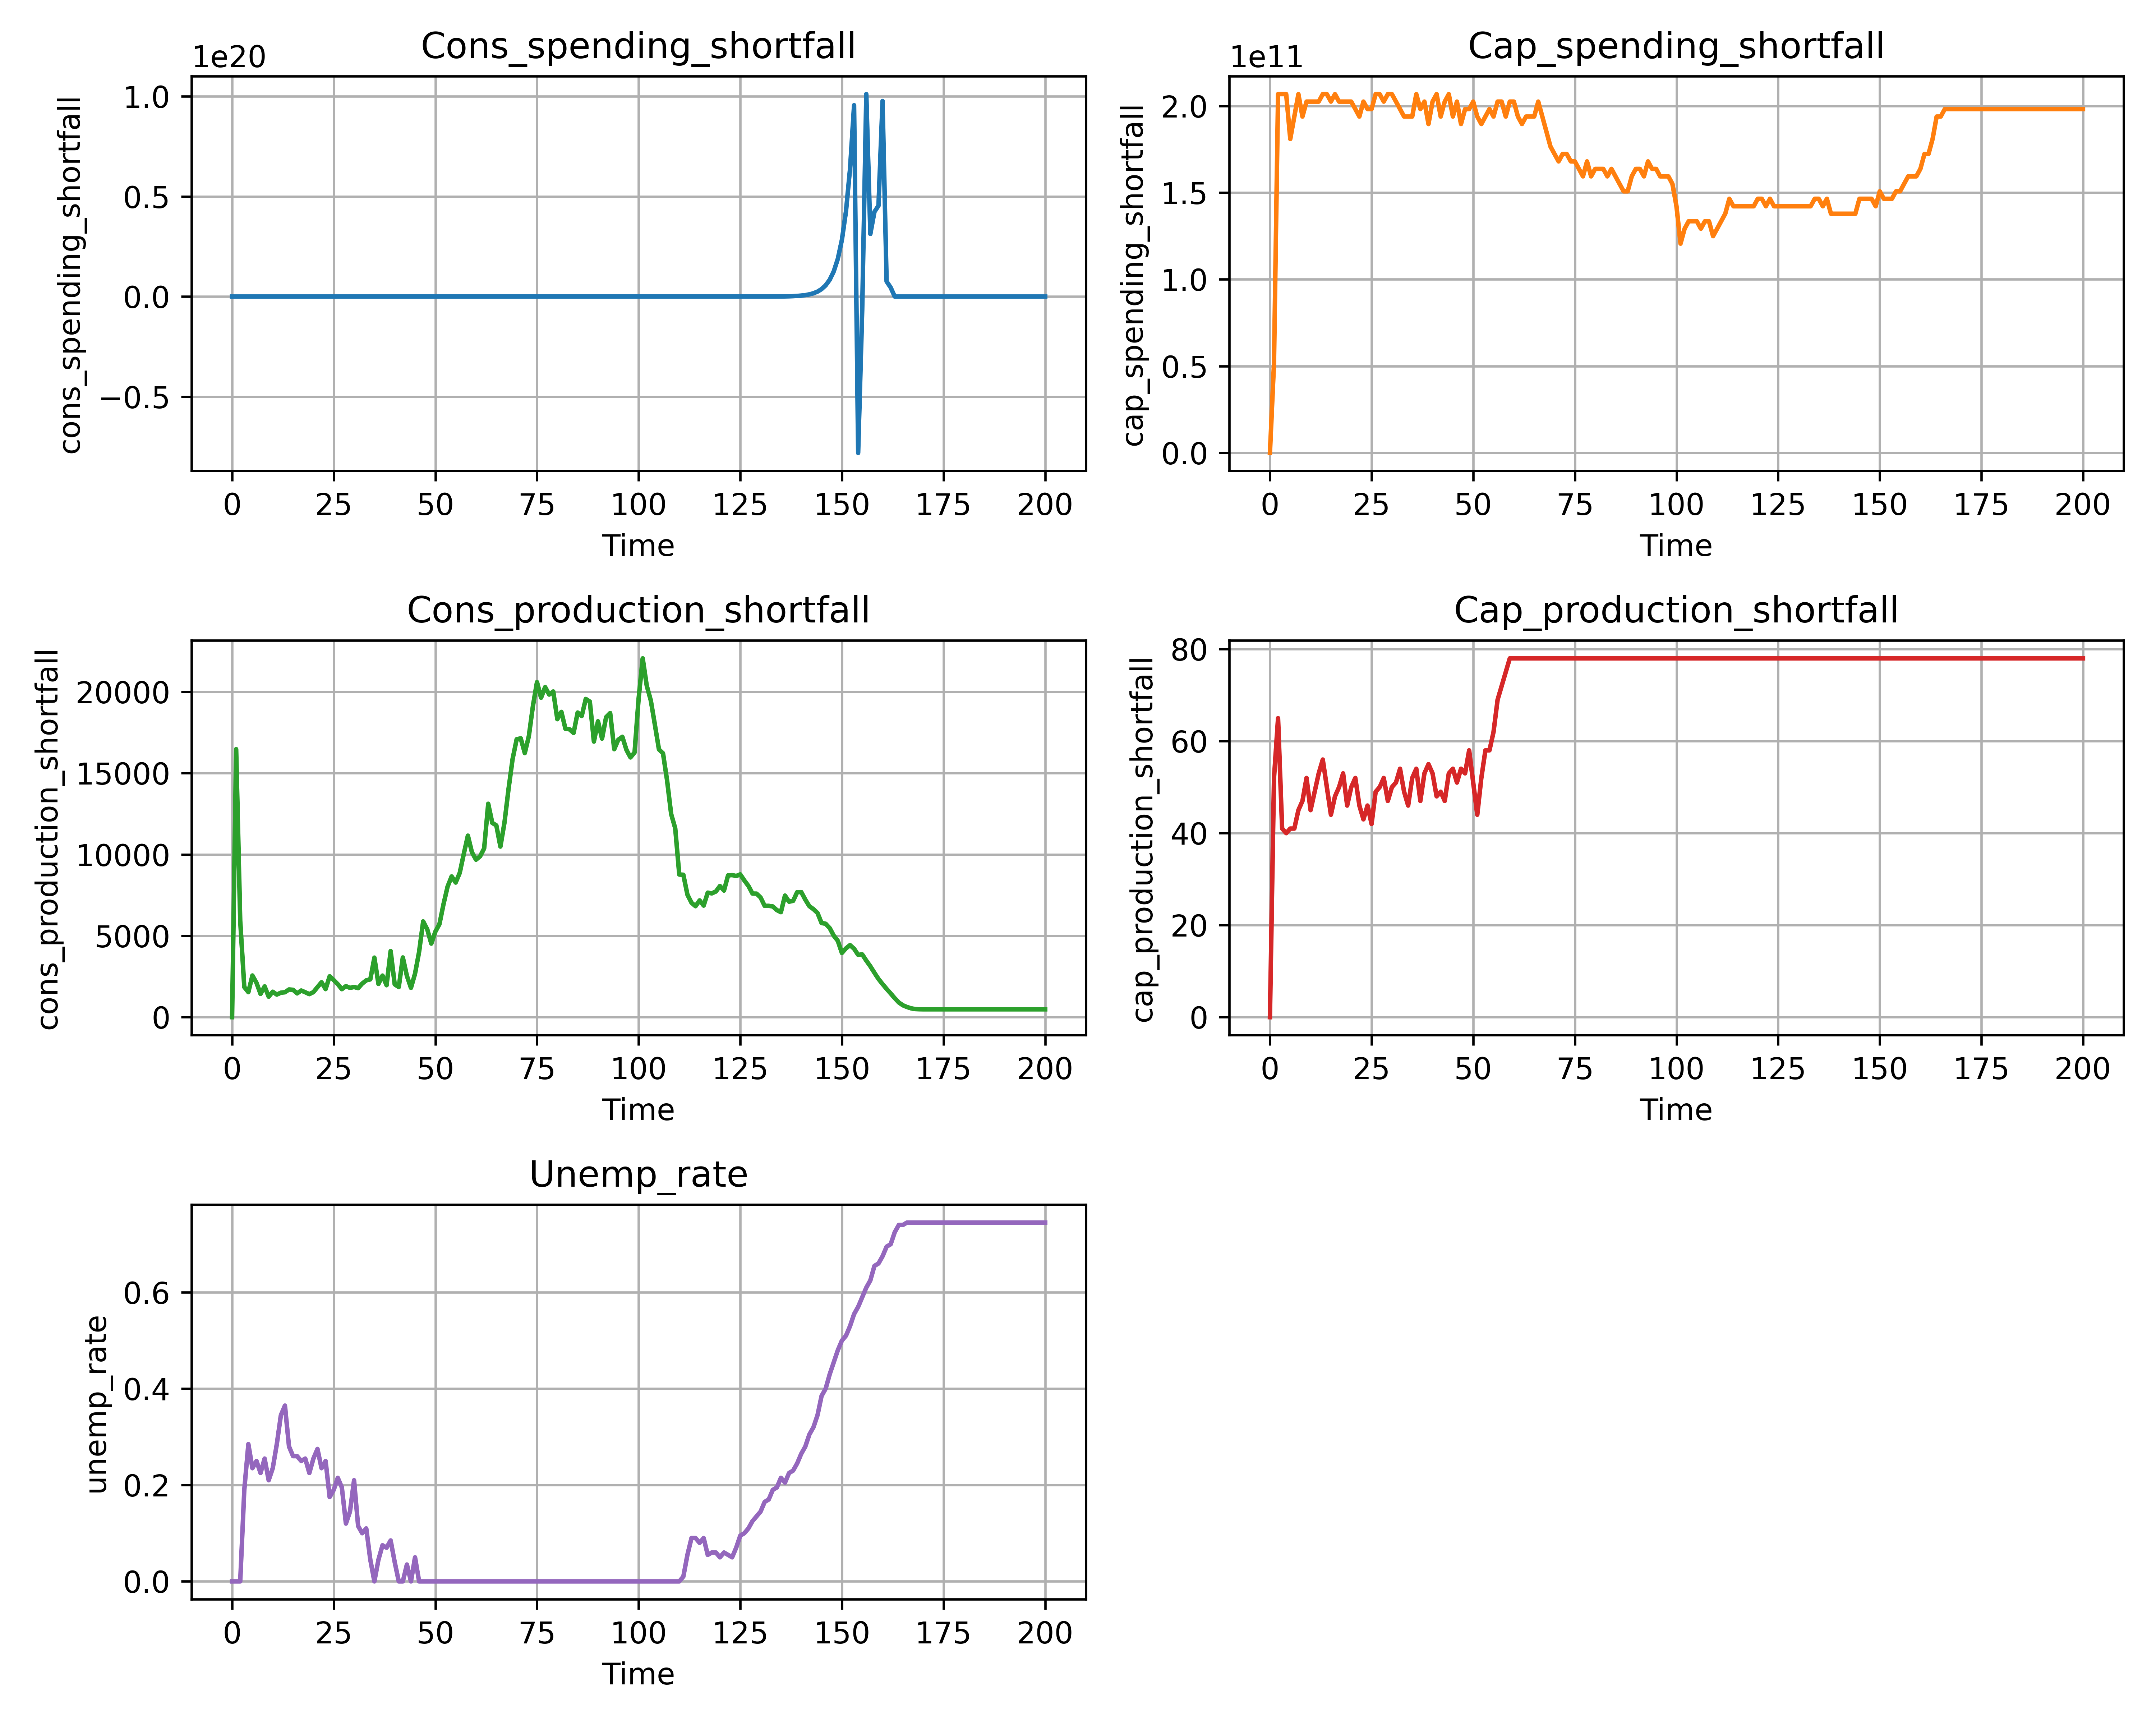 Cons_spending_shortfall
1e20
cons_spending_shortfall
1.0
0.5
0.0
−0.5
0 25 50 75 100 125 150 175 200
Time
Cap_spending_shortfall
1e11
cap_spending_shortfall
2.0
1.5
1.0
0.5
0.0
0 25 50 75 100 125 150 175 200
Time
Cons_production_shortfall
cons_production_shortfall
20000
15000
10000
5000
0
0 25 50 75 100 125 150 175 200
Time
Cap_production_shortfall
cap_production_shortfall
80
60
40
20
0
0 25 50 75 100 125 150 175 200
Time
Unemp_rate
unemp_rate
0.6
0.4
0.2
0.0
0 25 50 75 100 125 150 175 200
Time